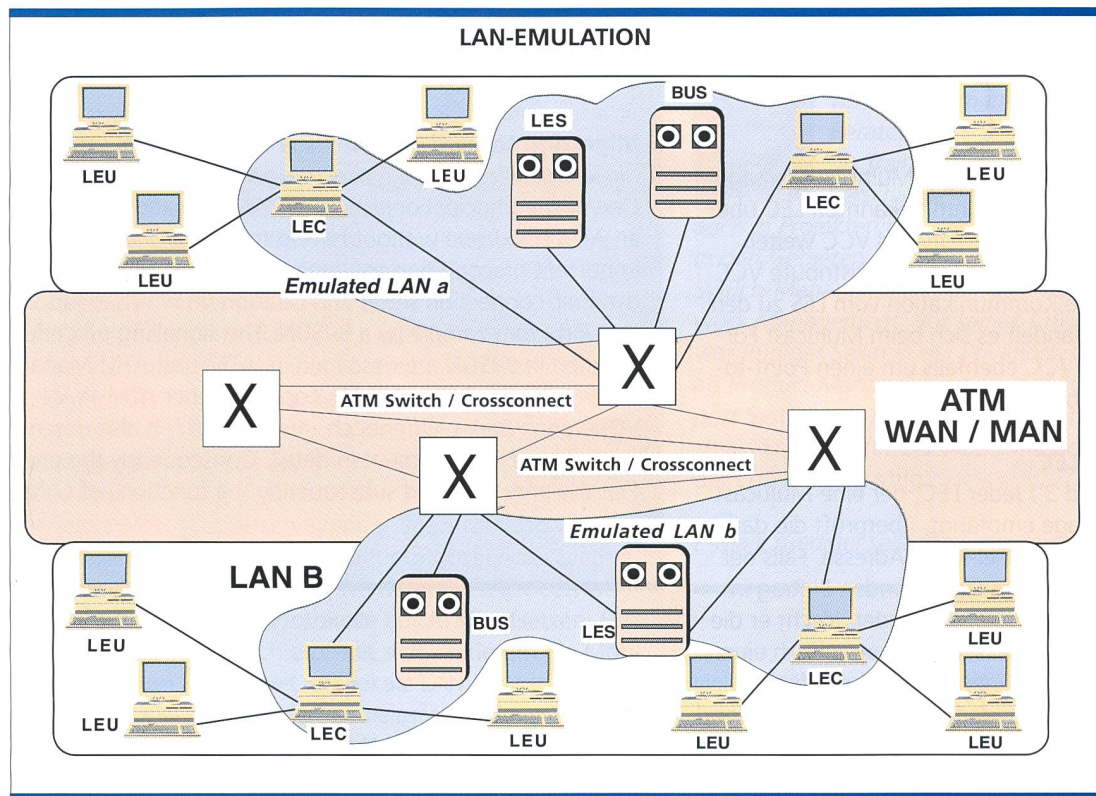 LAN-EMULATION
BUS
LES
LEU
LEU
LEU
LEC
LEC
LEU
LEU
LEU
Emulated LAN a
ATM Switch / Crossconnect
X
X
ATM
WAN / MAN
X
X
ATM Switch / Crossconnect
Emulated LAN b
LAN B
BUS
LES
LEU
LEU
LEC
LEU
LEC
LEU
LEU
LEU